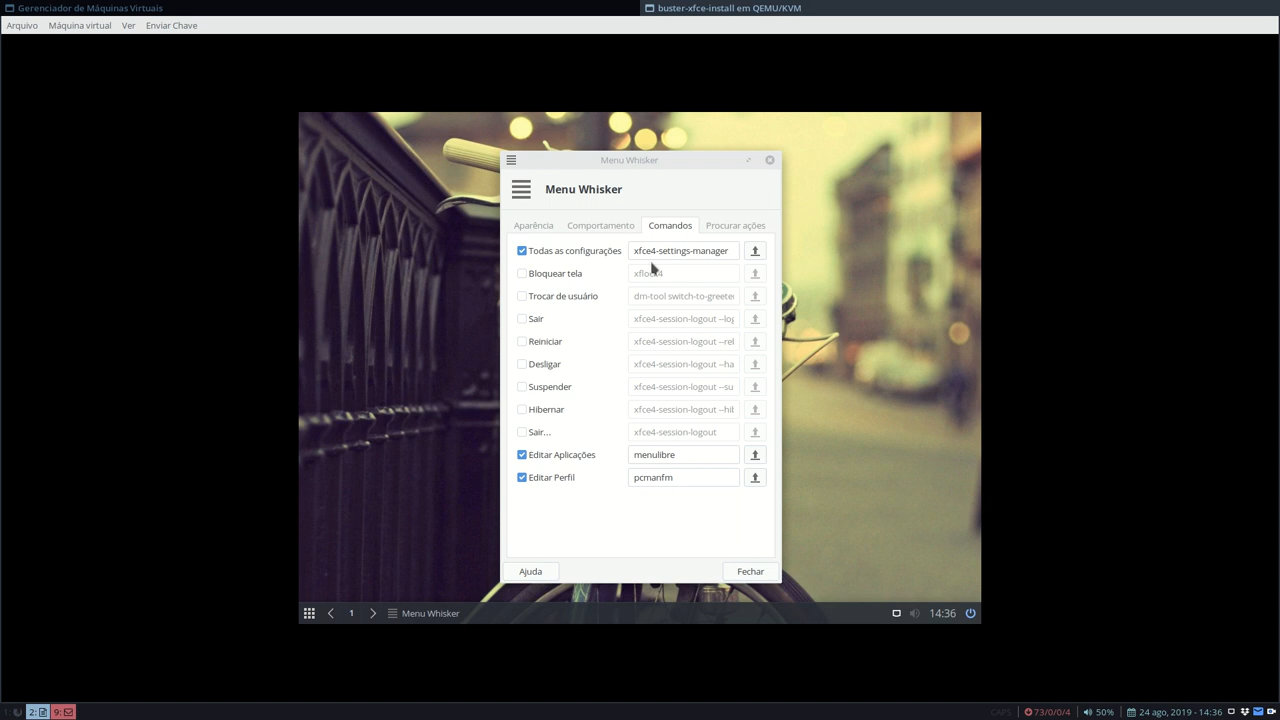 Gerenciador de Máquinas Virtuais
buster-xfce-install em QEMU/KVM
Arquivo Máquina virtual Ver Enviar Chave
Menu Whisker
Menu Whisker
Aparência Comportamento Comandos Procurar ações
Todas as configurações xfce4-settings-manager
Bloquear tela
Trocar de usuário dm-tool switch-to-greeter
Sair xfce4-session-logout --log
Reiniciar xfce4-session-logout --rel
Desligar xfce4-session-logout --ha
Suspender xfce4-session-logout --su
Hibernar xfce4-session-logout --hib
Sair... xfce4-session-logout
Editar Aplicações menulibre
Editar Perfil pcmanfm
Ajuda Fechar
1 Menu Whisker 14:36
1: 2: 9: CAPS 73/0/0/4 50% 24 ago, 2019 - 14:36